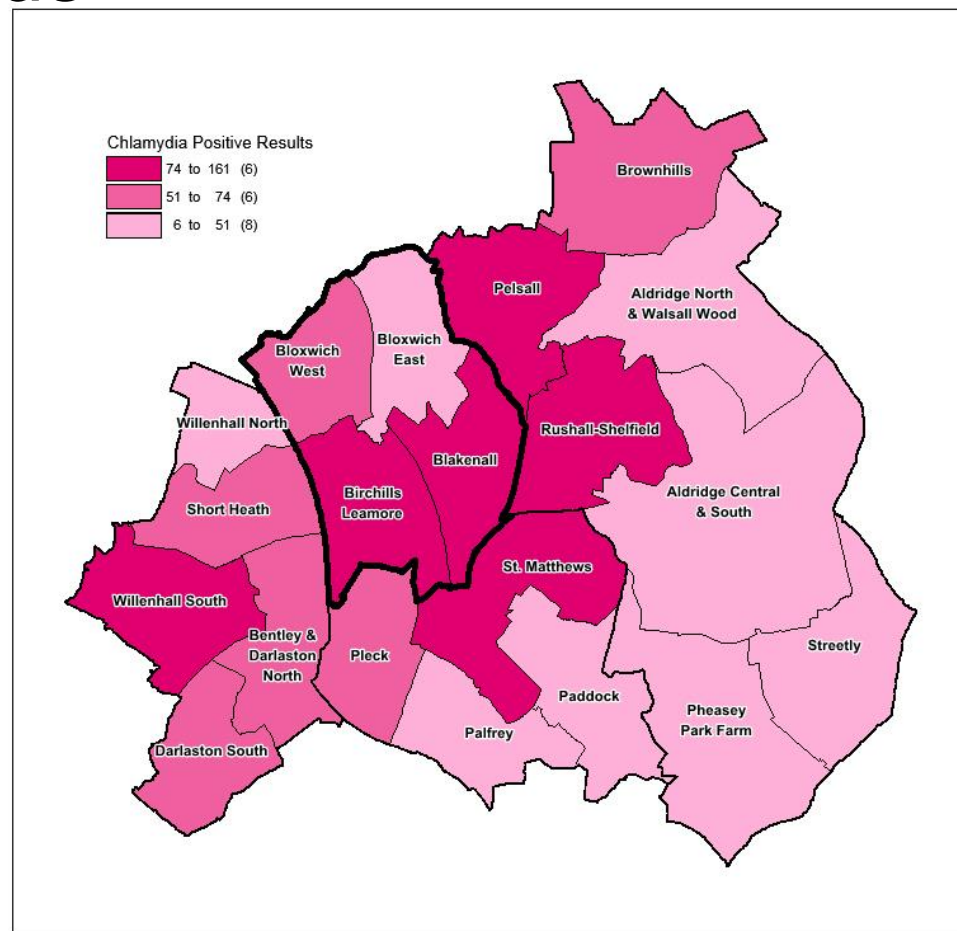 Chlamydia Positive Results
74 to 161 (6)
51 to 74 (6)
6 to 51 (8)
Brownhills
Pelsall
Aldridge North
& Walsall Wood
Bloxwich
East
Bloxwich
West
Willenhall North
Rushall-Shelfield
Blakenall
Birchills
Leamore
Aldridge Central
& South
Short Heath
St. Matthews
Willenhall South
Bentley &
Darlaston
North
Pleck
Streetly
Paddock
Pheasey
Park Farm
Palfrey
Darlaston South